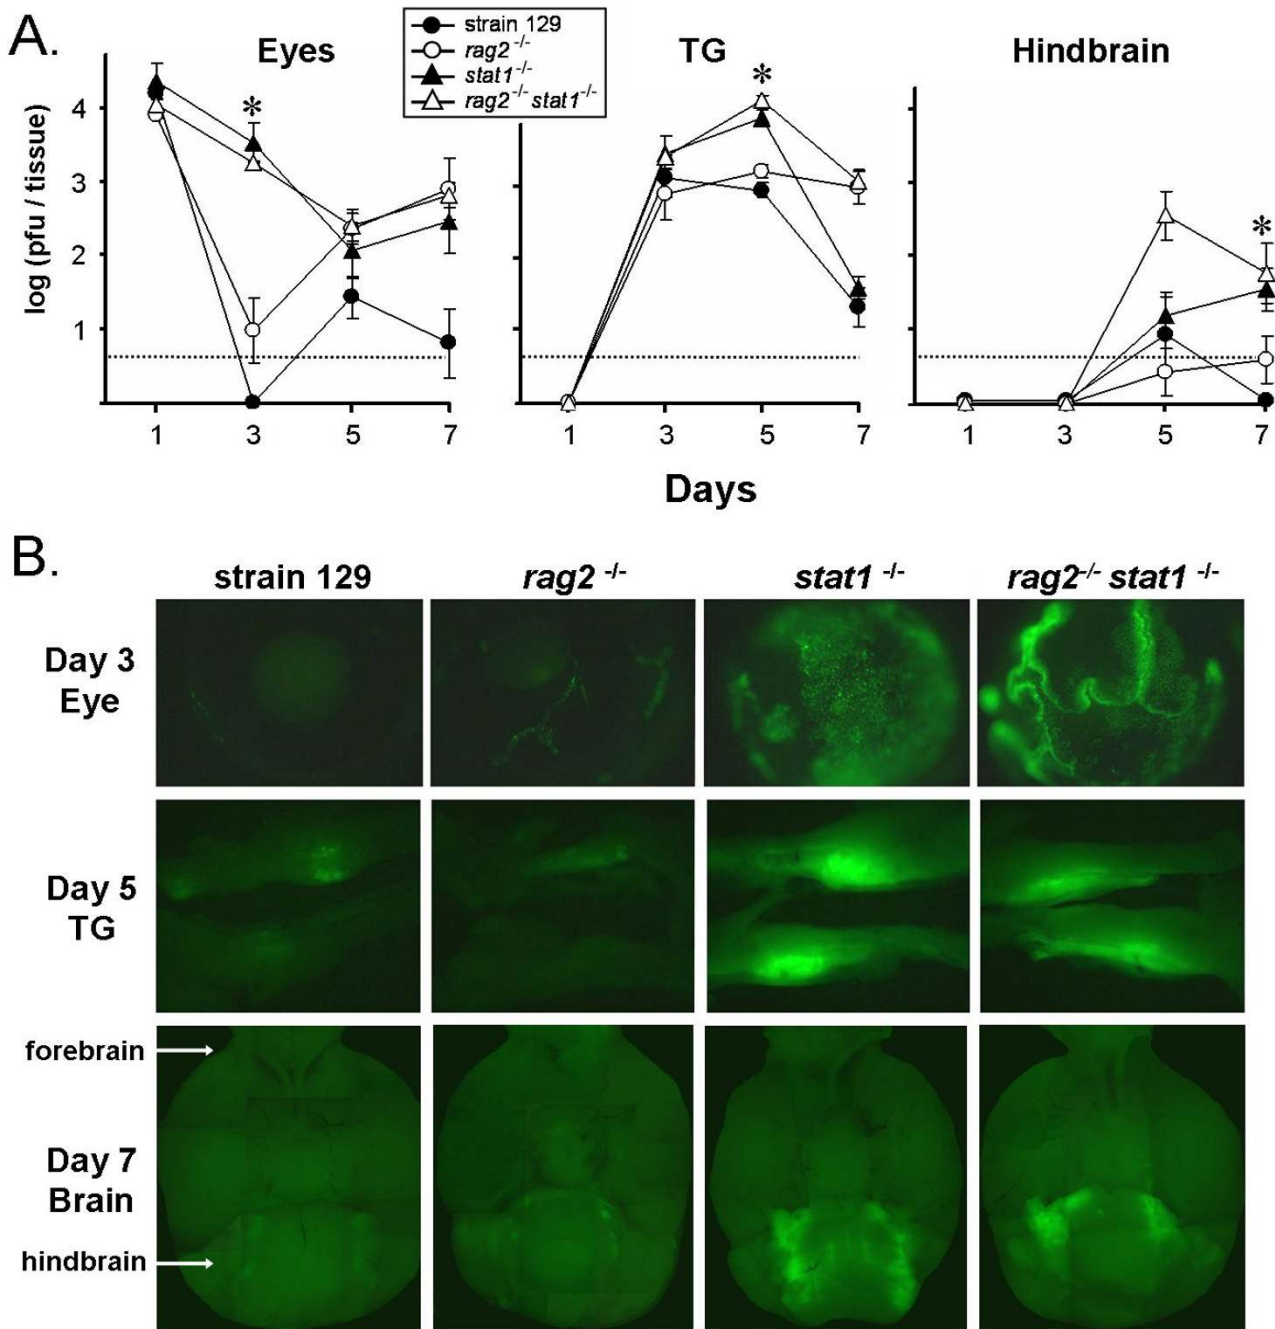 A.
strain 129
rag2 -/-
stat1 -/-
rag2-/- stat1-/-
Eyes
TG
Hindbrain
*
*
*
log (pfu / tissue)
4
3
2
1
1 3 5 7
1 3 5 7
1 3 5 7
Days
B.
strain 129
rag2 -/-
stat1 -/-
rag2-/- stat1 -/-
Day 3
Eye
Day 5
TG
forebrain
Day 7
Brain
hindbrain